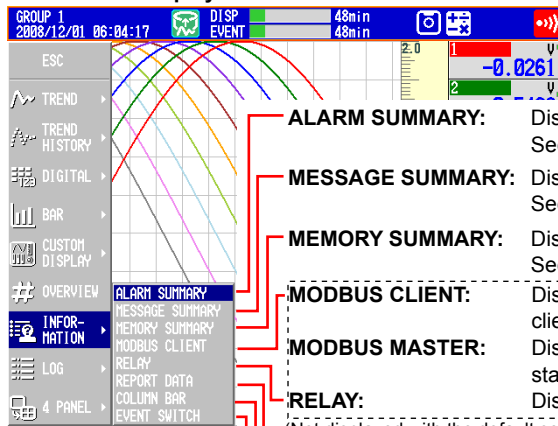 GROUP 1
2008/12/01 06:04:17
DISP
EVENT
48min
48min
ESC
TREND
TREND
HISTORY
DIGITAL
BAR
CUSTOM
DISPLAY
OVERVIEW
INFOR-
MATION
LOG
4 PANEL
ALARM SUMMARY
MESSAGE SUMMARY
MEMORY SUMMARY
MODBUS CLIENT
RELAY
REPORT DATA
COLUMN BAR
EVENT SWITCH
2.0
1
V
-0.0261
2
V
ALARM SUMMARY:
MESSAGE SUMMARY:
MEMORY SUMMARY:
MODBUS CLIENT:
MODBUS MASTER:
RELAY: